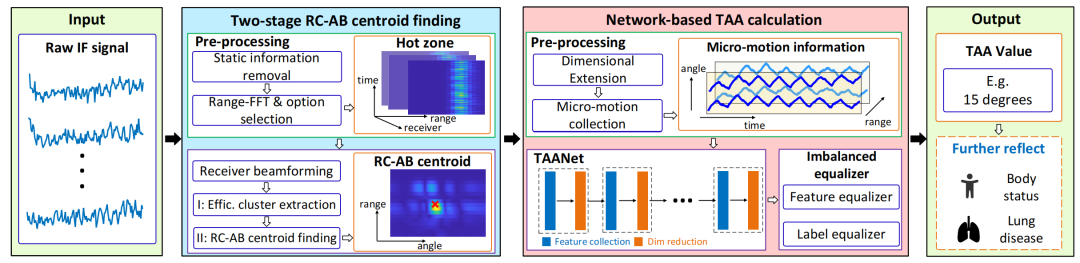 Input
Raw IF signal
Two-stage RC-AB centroid finding
Pre-processing
Static information
removal
Range-FFT & option
selection
Hot zone
time
range
receiver
Receiver beamforming
I: Effic. cluster extraction
II: RC-AB centroid finding
RC-AB centroid
range
angle
Network-based TAA calculation
Pre-processing
Dimensional
Extension
Micro-motion
collection
Micro-motion information
angle
time
range
TAANet
Feature collection
Dim reduction
Imbalanced
equalizer
Feature equalizer
Label equalizer
Output
TAA Value
E.g.
15 degrees
Further reflect
Body
status
Lung
disease